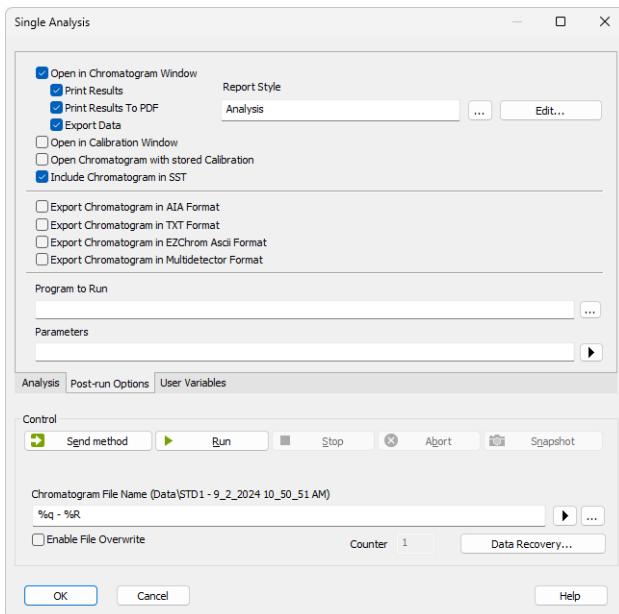 Single Analysis
Open in Chromatogram Window
Print Results
Report Style
Print Results To PDF
Analysis
...
Edit...
Export Data
Open in Calibration Window
Open Chromatogram with stored Calibration
Include Chromatogram in SST
Export Chromatogram in AIA Format
Export Chromatogram in TXT Format
Export Chromatogram in EZChrom Ascii Format
Export Chromatogram in Multidetector Format
Program to Run
...
Parameters
Analysis Post-run Options User Variables
Control
Send method Run Stop Abort Snapshot
Chromatogram File Name (Data\STD1 - 9_2_2024 10_50_51 AM)
%q - %R
...
Enable File Overwrite
Counter 1 Data Recovery...
OK Cancel Help